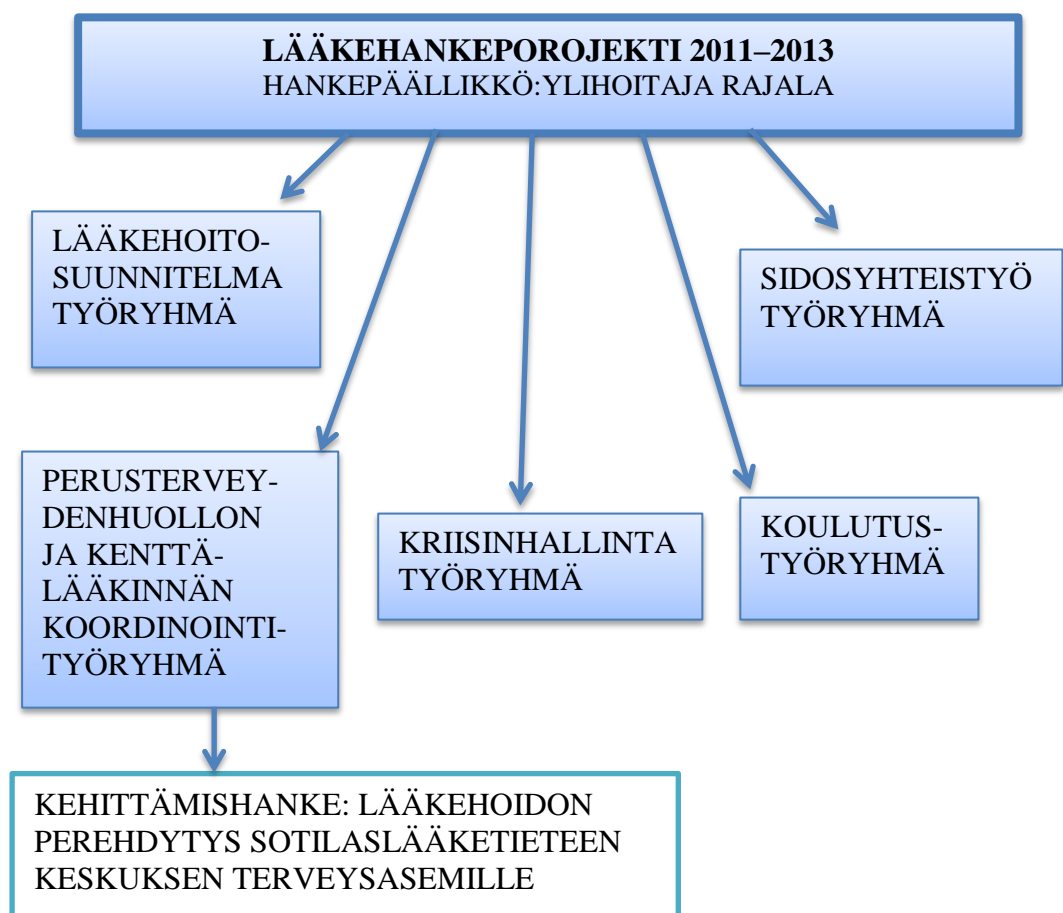 LÄÄKEHANKEPOROJEKTI 2011–2013
HANKEPÄÄLLIKKÖ:YLIHOITAJA RAJALA
LÄÄKEHOITO-
SUUNNITELMA
TYÖRYHMÄ
SIDOSYHTEISTYÖ
TYÖRYHMÄ
PERUSTERVEY-
DENHUOLLON
JA KENTTÄ-
LÄÄKINNÄN
KOORDINOINTI-
TYÖRYHMÄ
KRIISINHALLINTA
TYÖRYHMÄ
KOULUTUS-
TYÖRYHMÄ
KEHITTÄMISHANKE: LÄÄKEHOIDON
PEREHDYTYS SOTILASLÄÄKETIETEEN
KESKUKSEN TERVEYSASEMILLE